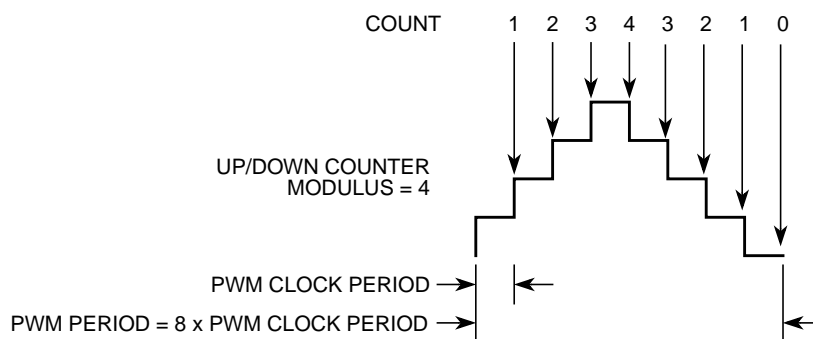 COUNT 1 2 3 4 3 2 1 0
UP/DOWN COUNTER
MODULUS = 4
PWM CLOCK PERIOD
PWM PERIOD = 8 x PWM CLOCK PERIOD